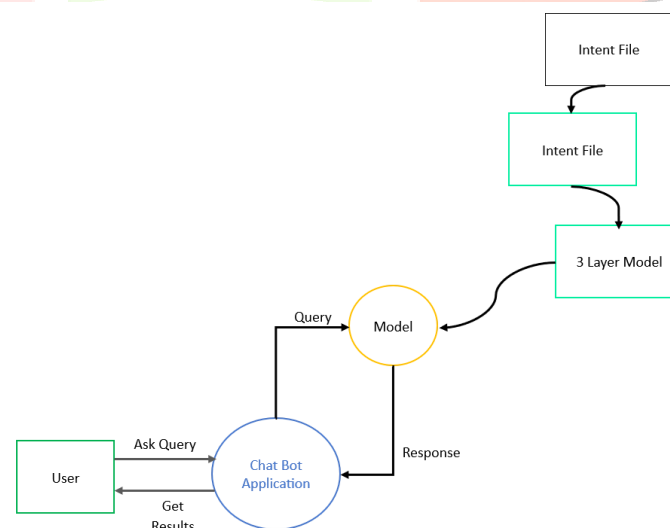 Intent File
Intent File
3 Layer Model
Query
Model
Response
Ask Query
User
Chat Bot
Application
Get
Results